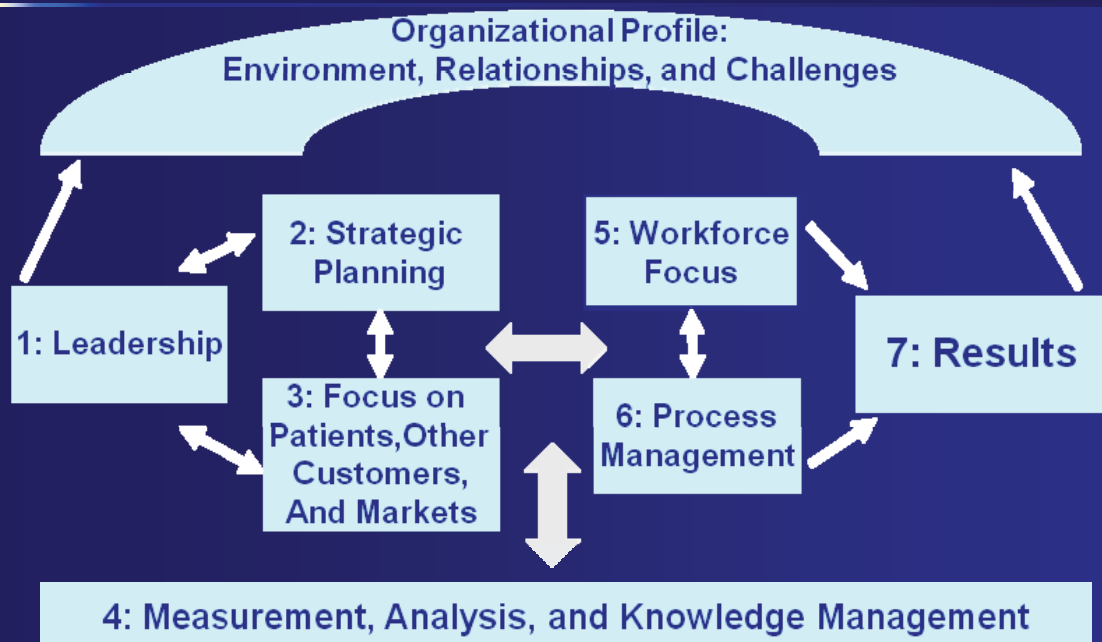 Organizational Profile:
Environment, Relationships, and Challenges
2: Strategic
Planning
5: Workforce
Focus
1: Leadership
7: Results
3: Focus on
Patients,Other
Customers,
And Markets
6: Process
Management
4: Measurement, Analysis, and Knowledge Management